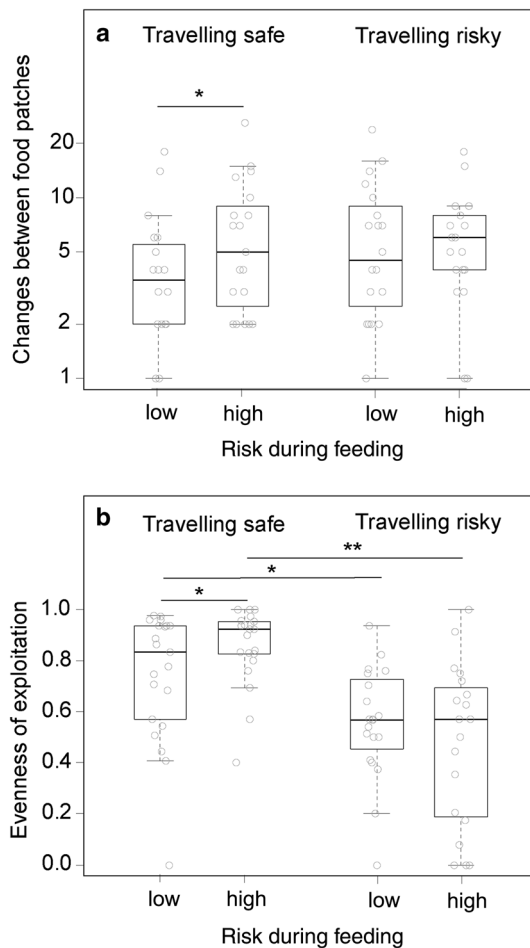 a
Travelling safe Travelling risky
*
Changes between food patches
20
10
5
2
1
low high low high
Risk during feeding
b
Travelling safe Travelling risky
**
*
*
Evenness of exploitation
1.0
0.8
0.6
0.4
0.2
0.0
low high low high
Risk during feeding